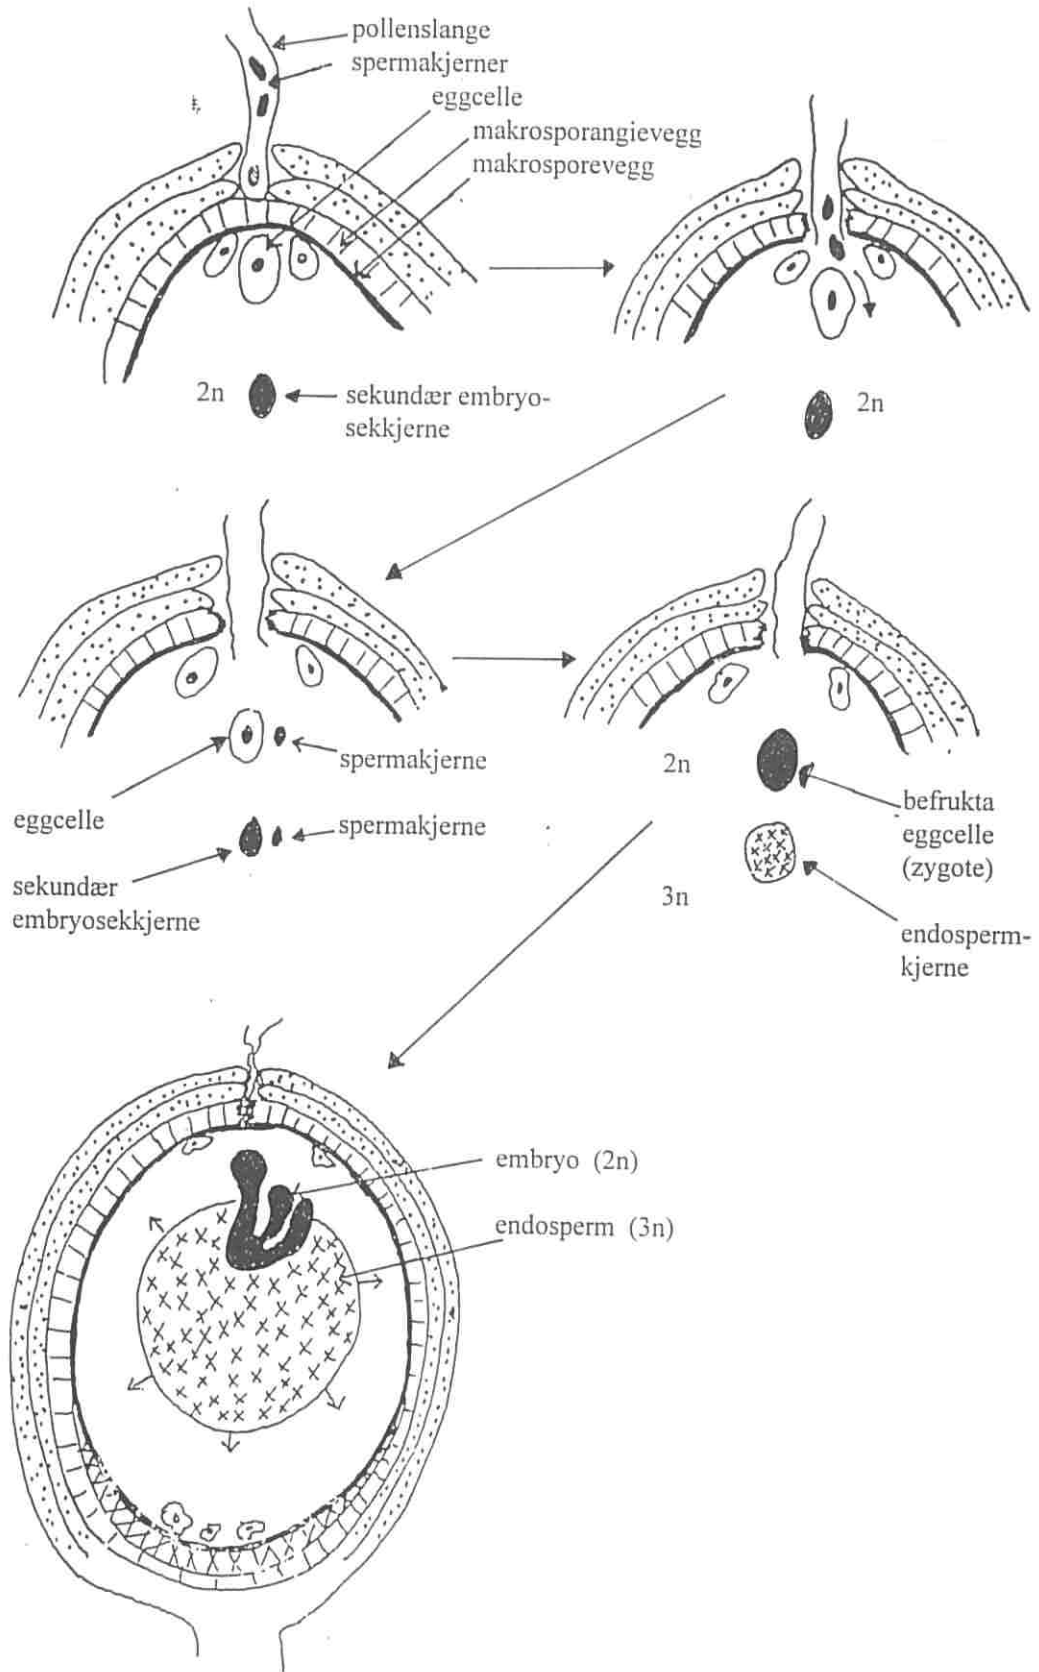 pollenslange
spermakjerner
eggcelle
makrosporangievegg
makrosporevegg
2n
sekundær embryo-
sekkjerne
2n
spermakjerne
eggcelle
spermakjerne
sekundær
embryosekkjerne
2n
befrukta
eggcelle
(zygote)
3n
endosperm-
kjerne
embryo (2n)
endosperm (3n)